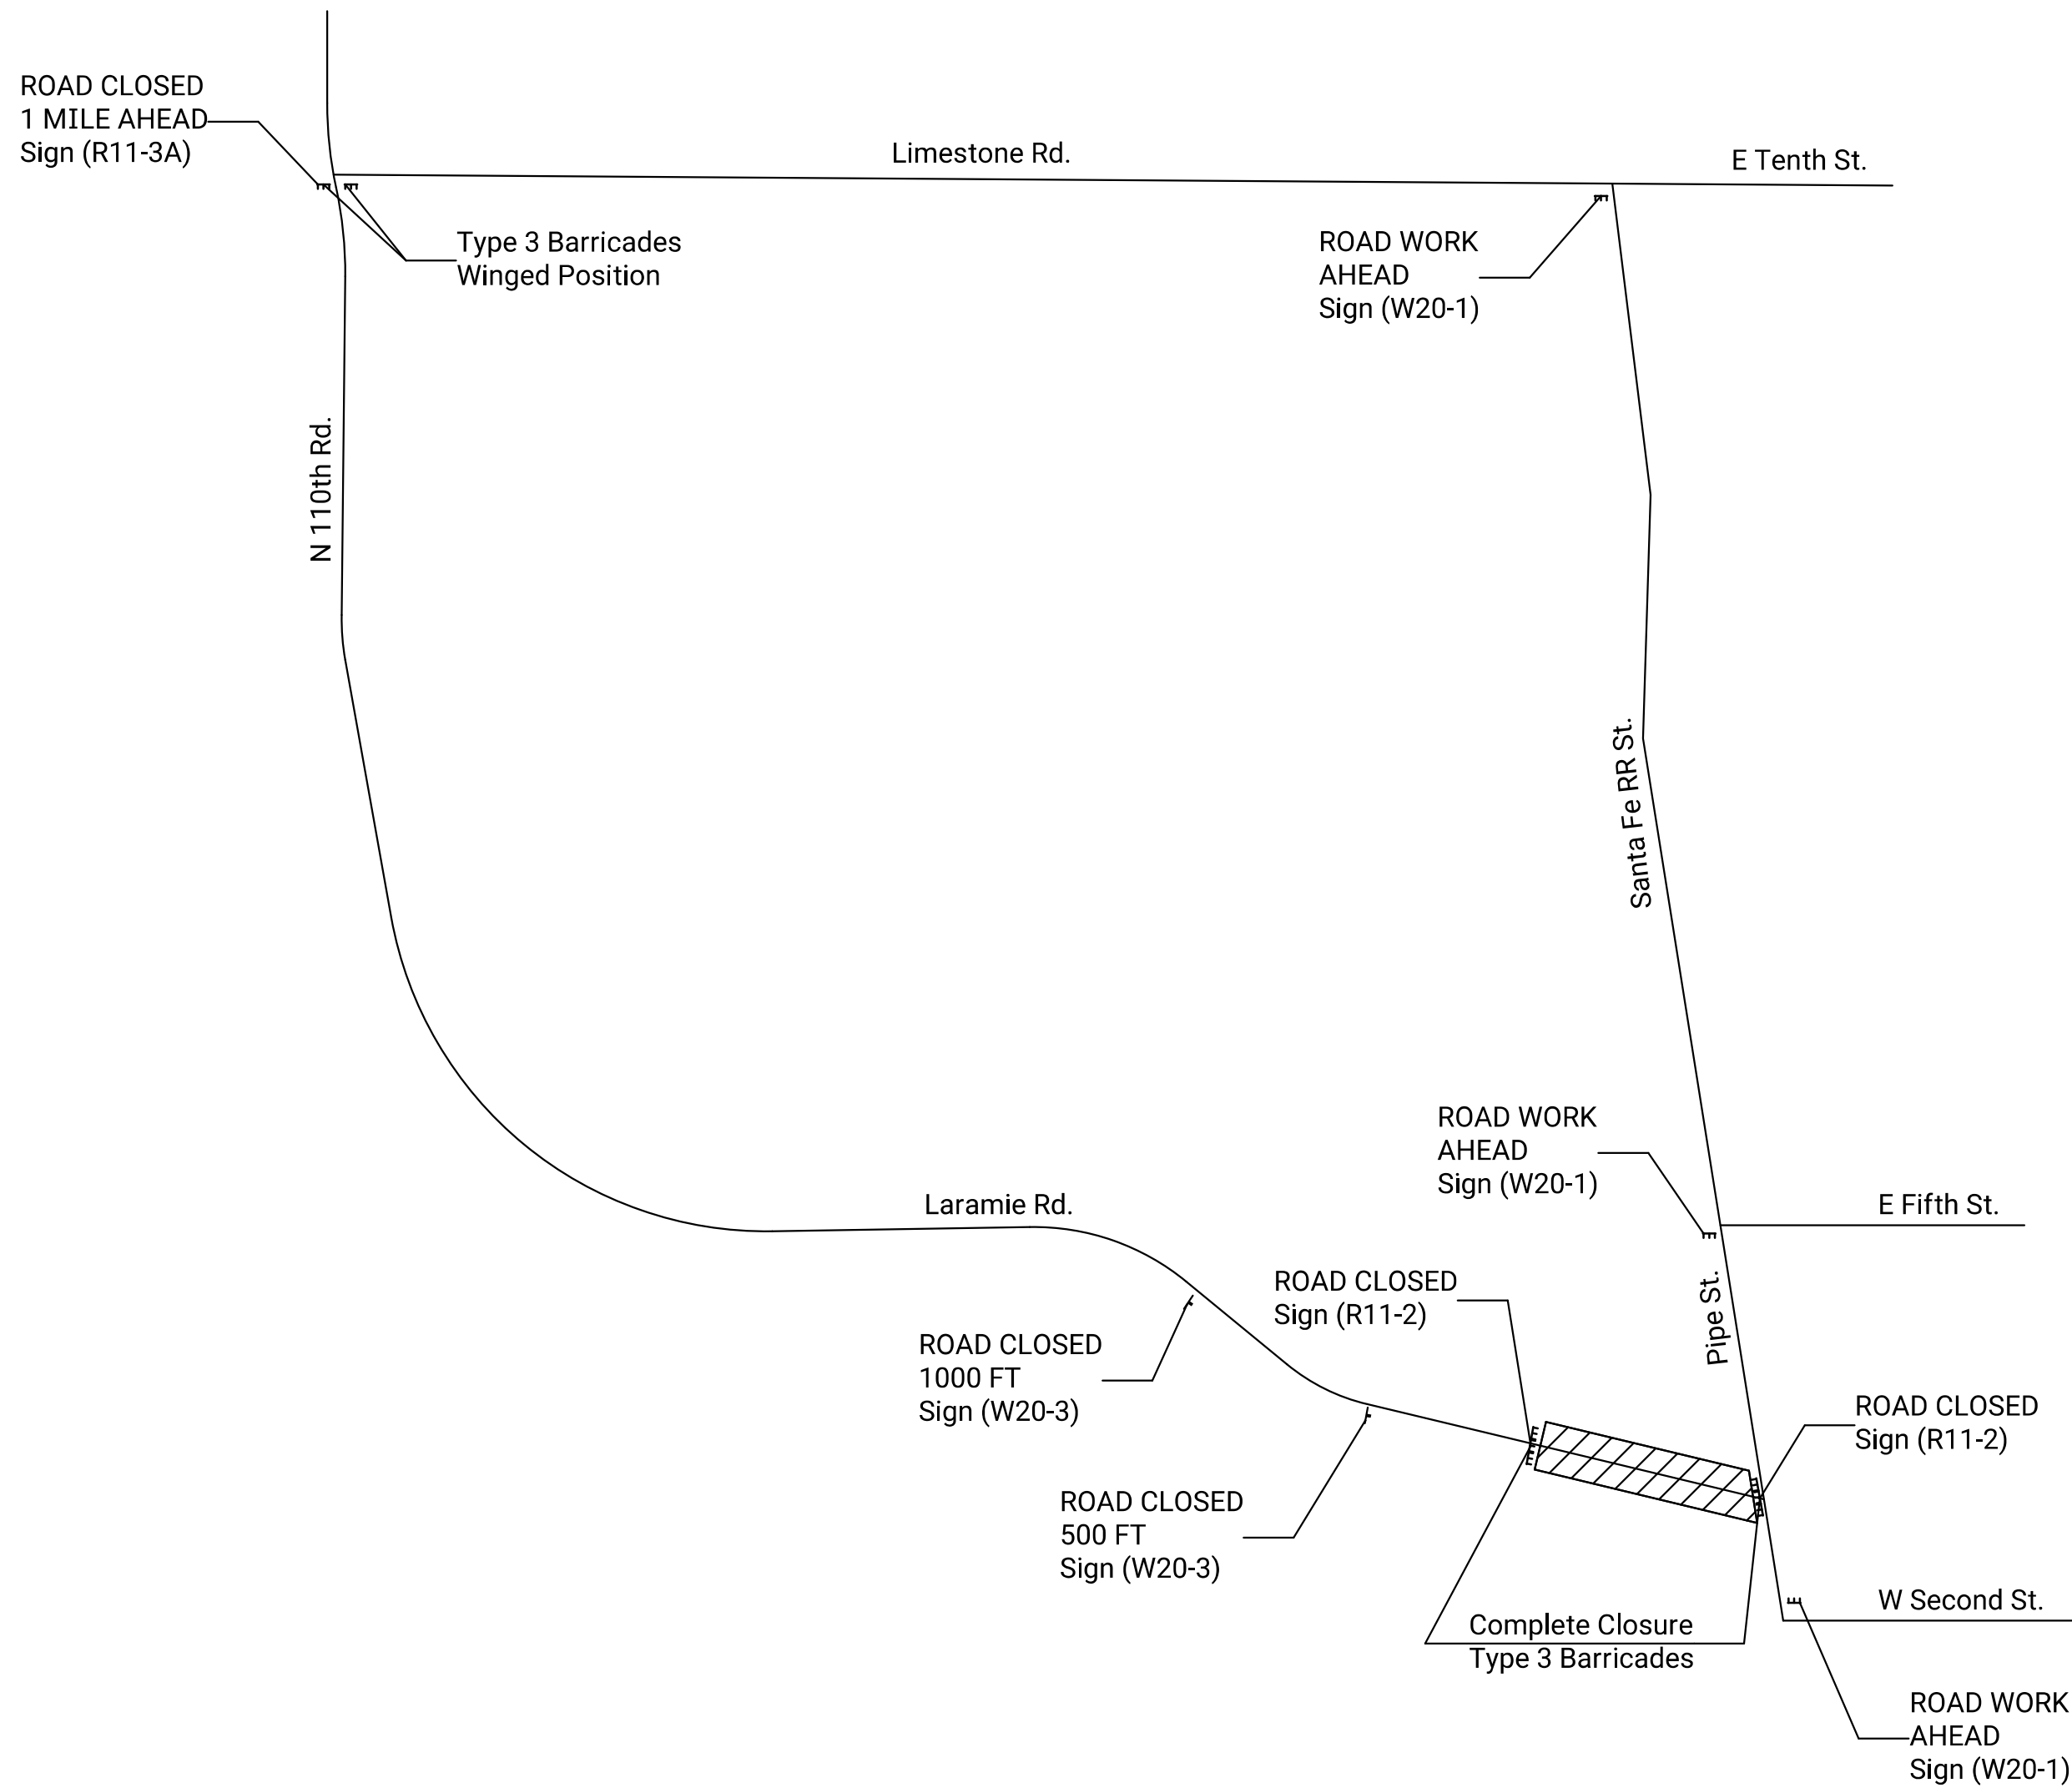 ROAD CLOSED
1 MILE AHEAD
Sign (R11-3A)
Limestone Rd.
E Tenth St.
Type 3 Barricades
Winged Position
ROAD WORK
AHEAD
Sign (W20-1)
N 110th Rd.
Santa Fe RR St.
ROAD WORK
AHEAD
Sign (W20-1)
Laramie Rd.
E Fifth St.
Pipe St.
ROAD CLOSED
Sign (R11-2)
ROAD CLOSED
1000 FT
Sign (W20-3)
ROAD CLOSED
Sign (R11-2)
ROAD CLOSED
500 FT
Sign (W20-3)
W Second St.
Complete Closure
Type 3 Barricades
ROAD WORK
AHEAD
Sign (W20-1)